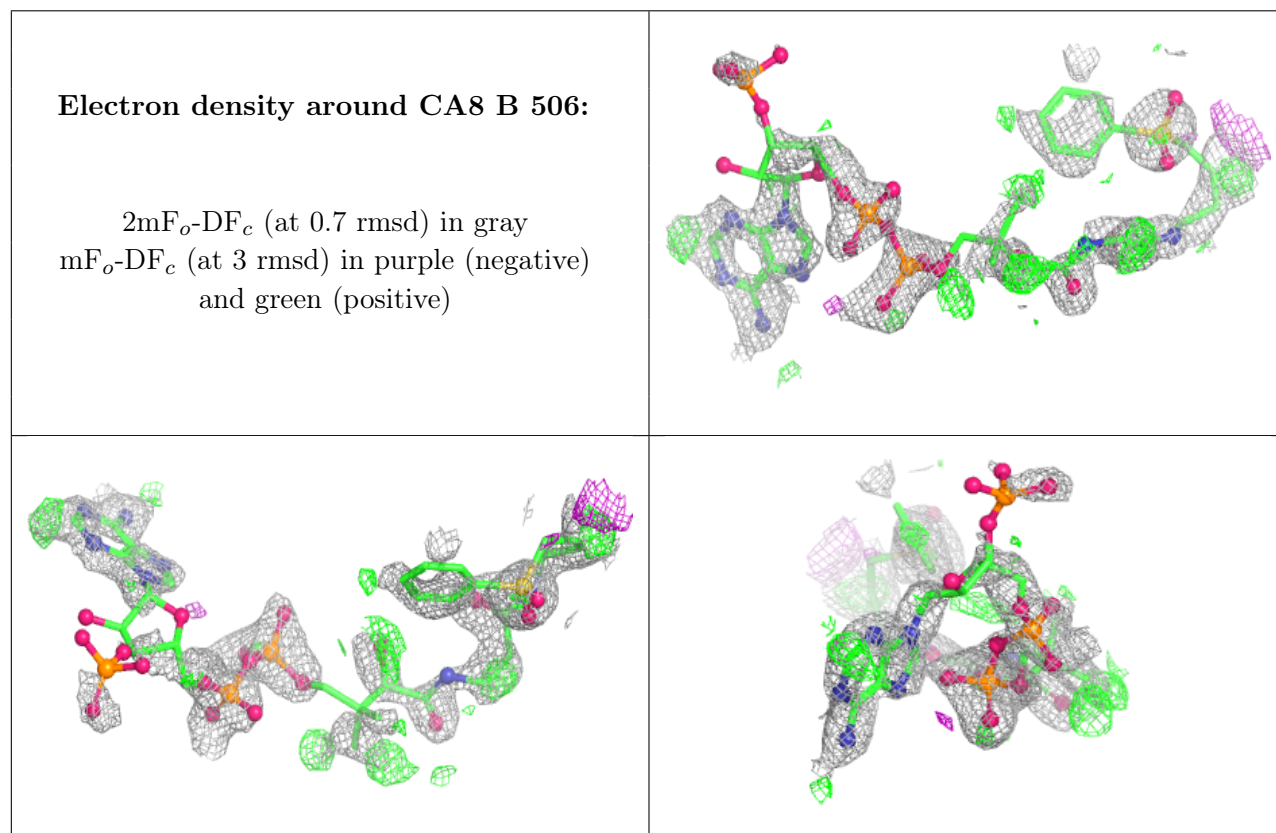 Electron density around CA8 B 506:
2mFo-DFc (at 0.7 rmsd) in gray
mFo-DFc (at 3 rmsd) in purple (negative)
and green (positive)